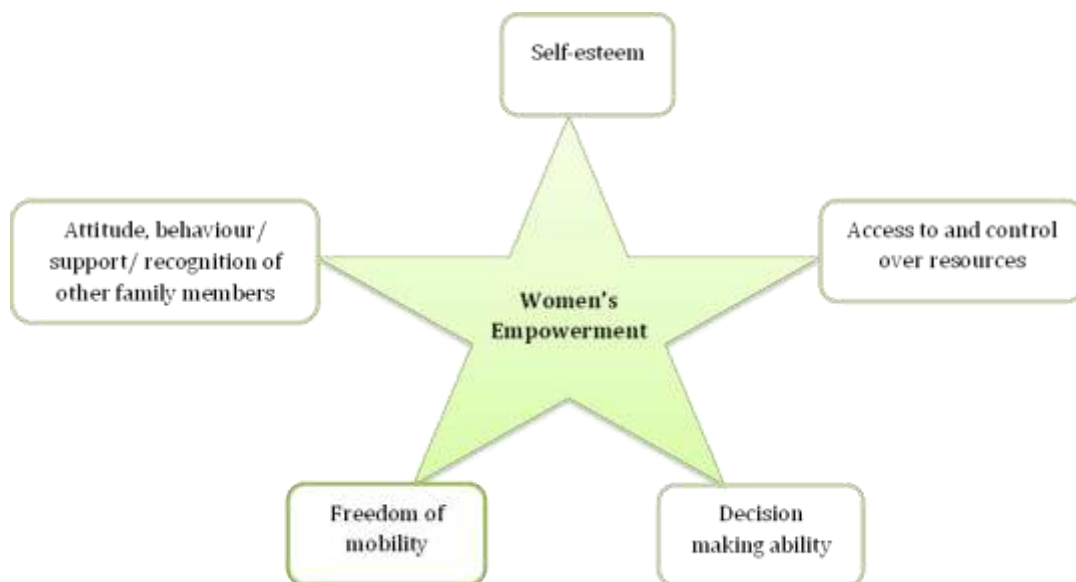 Self-esteem
Attitude, behaviour/
support/ recognition of
other family members
Access to and control
over resources
Women's
Empowerment
Freedom of
mobility
Decision
making ability